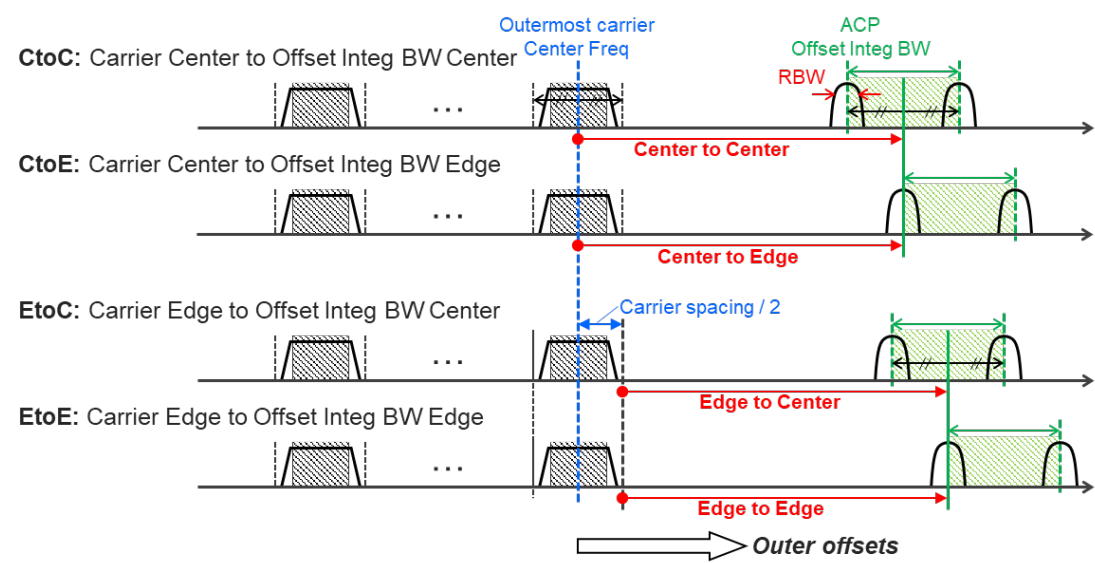 Outermost carrier
Center Freq
ACP
Offset Integ BW
CtoC: Carrier Center to Offset Integ BW Center
RBW
...
Center to Center
CtoE: Carrier Center to Offset Integ BW Edge
...
Center to Edge
EtoC: Carrier Edge to Offset Integ BW Center
Carrier spacing / 2
...
Edge to Center
EtoE: Carrier Edge to Offset Integ BW Edge
...
Edge to Edge
Outer offsets